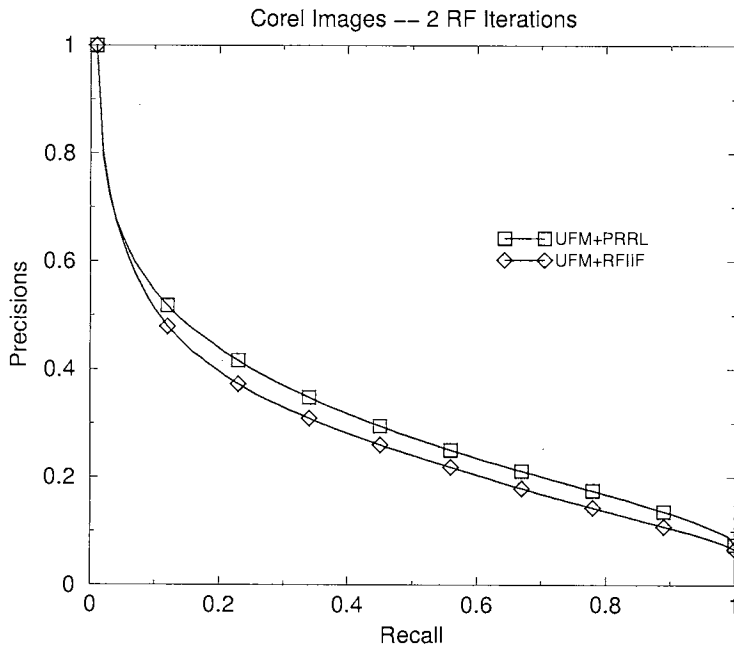 Corel Images –– 2 RF Iterations
Precisions
1
0.8
0.6
0.4
0.2
0
UFM+PRRL
UFM+RFIiF
0
0.2
0.4
0.6
0.8
1
Recall